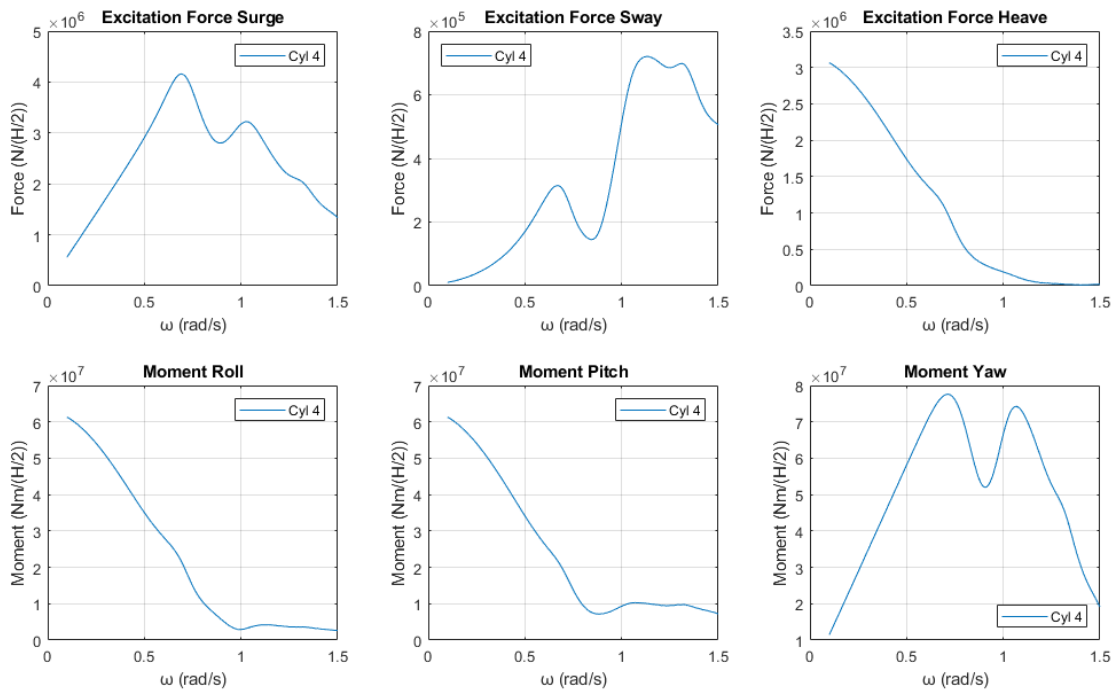 Excitation Force Surge
×10^6
Cyl 4
5
4
3
2
1
0
Force (N/(H/2))
0 0.5 1 1.5
ω (rad/s)
Excitation Force Sway
×10^5
Cyl 4
8
6
4
2
0
Force (N/(H/2))
0 0.5 1 1.5
ω (rad/s)
Excitation Force Heave
×10^6
Cyl 4
3.5
3
2.5
2
1.5
1
0.5
0
Force (N/(H/2))
0 0.5 1 1.5
ω (rad/s)
Moment Roll
×10^7
Cyl 4
7
6
5
4
3
2
1
0
Moment (Nm/(H/2))
0 0.5 1 1.5
ω (rad/s)
Moment Pitch
×10^7
Cyl 4
7
6
5
4
3
2
1
0
Moment (Nm/(H/2))
0 0.5 1 1.5
ω (rad/s)
Moment Yaw
×10^7
8
7
6
5
4
3
2
1
Moment (Nm/(H/2))
Cyl 4
0 0.5 1 1.5
ω (rad/s)